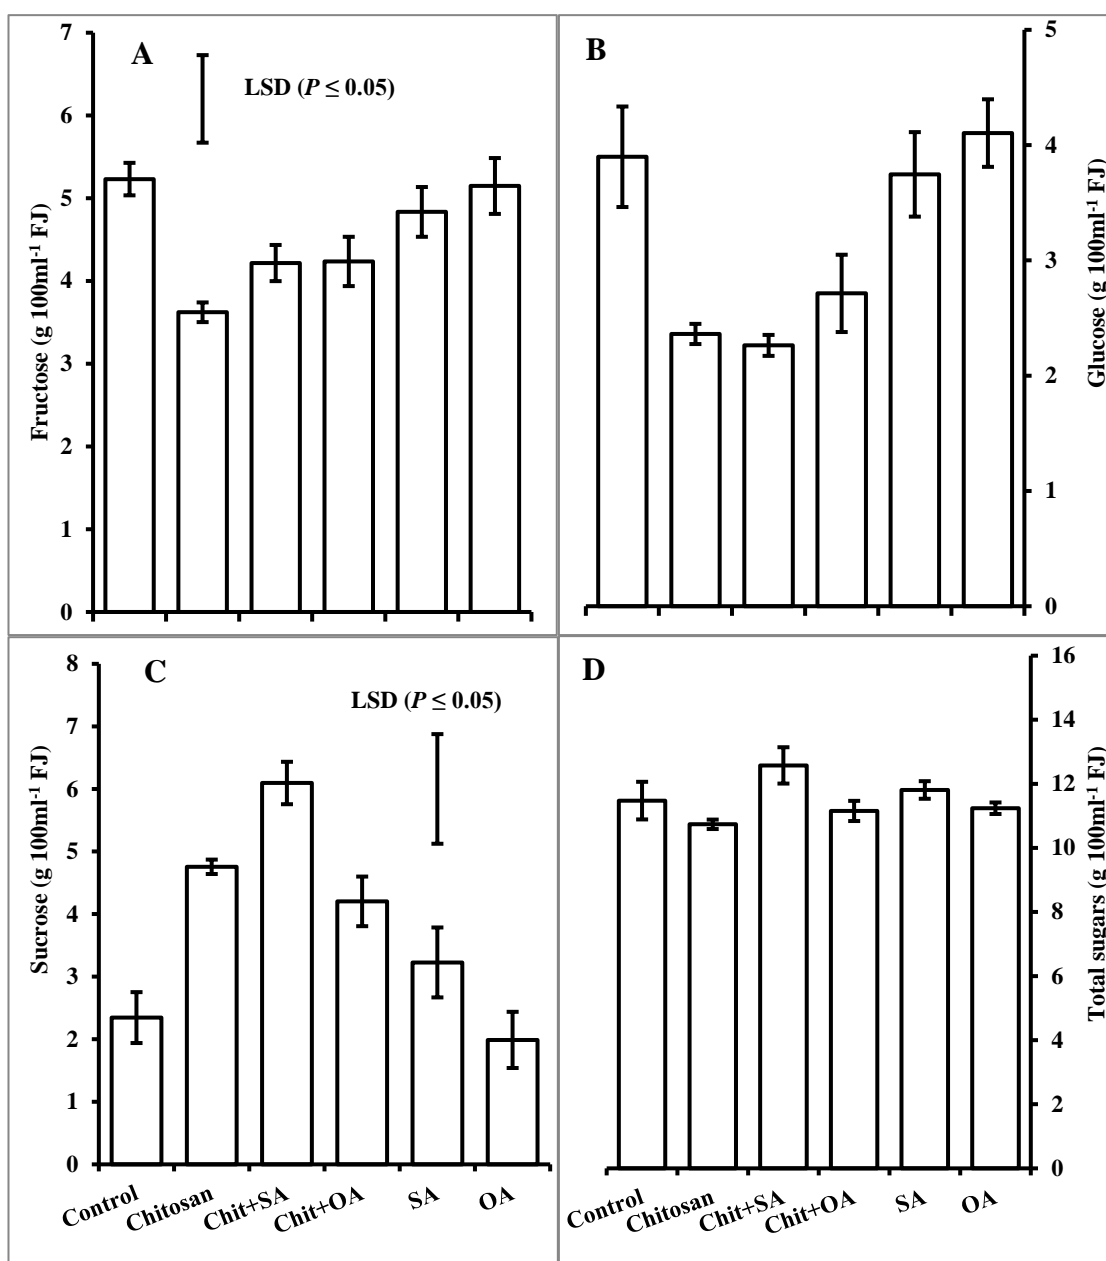 A
LSD (P ≤ 0.05)
Fructose (g 100ml-1 FJ)
7
6
5
4
3
2
1
0
B
Glucose (g 100ml-1 FJ)
5
4
3
2
1
0
C
LSD (P ≤ 0.05)
Sucrose (g 100ml-1 FJ)
8
7
6
5
4
3
2
1
0
Control
Chitosan
Chit+SA
Chit+OA
SA
OA
D
Total sugars (g 100ml-1 FJ)
16
14
12
10
8
6
4
2
0
Control
Chitosan
Chit+SA
Chit+OA
SA
OA